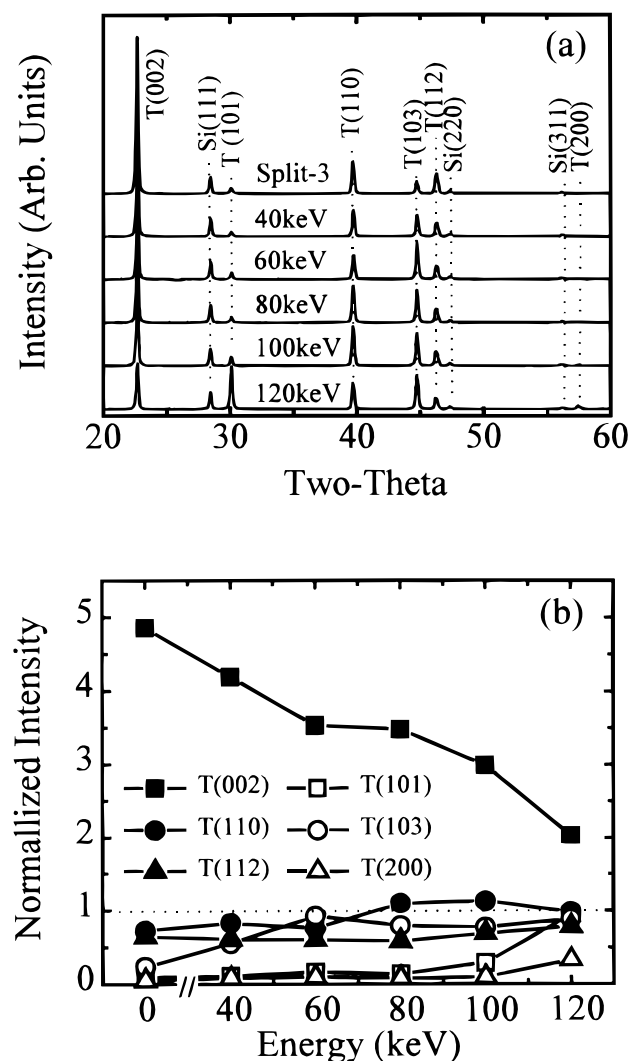 (a)
Intensity (Arb. Units)
T(002)
Si(111)
T (101)
T(110)
T(103)
T(112)
Si(220)
Si(311)
T(200)
Split-3
40keV
60keV
80keV
100keV
120keV
20 30 40 50 60
Two-Theta
(b)
Normallized Intensity
5
4
3
2
1
0
T(002) T(101)
T(110) T(103)
T(112) T(200)
0 // 40 60 80 100 120
Energy (keV)